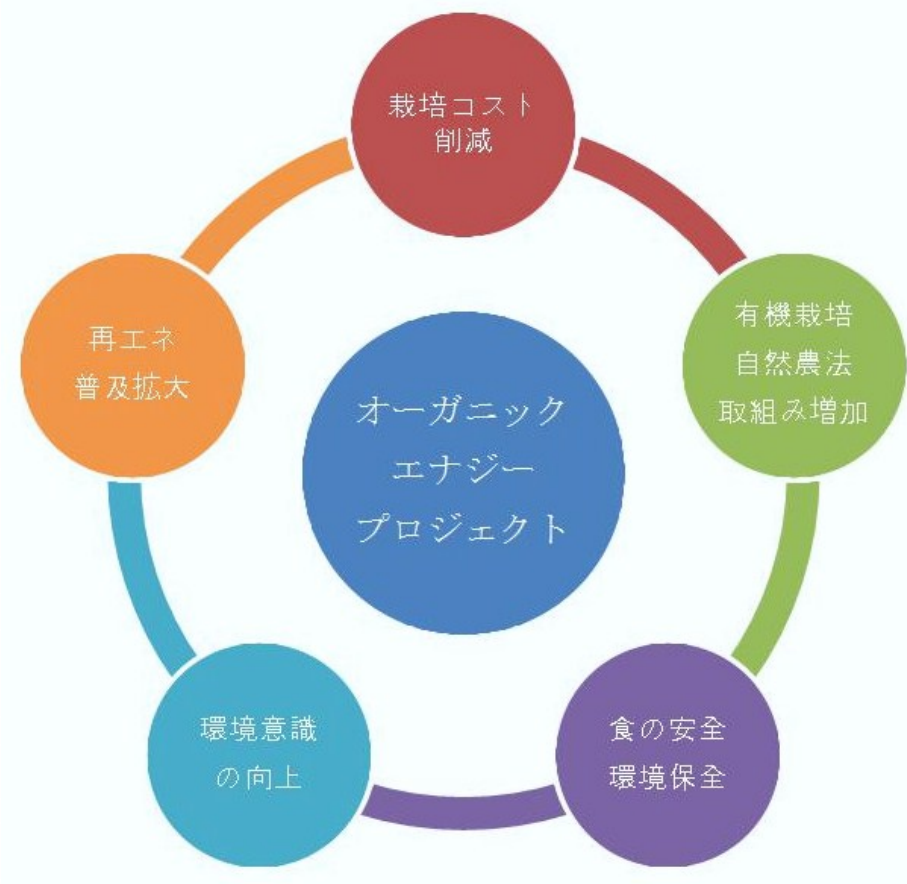 栽培コスト
削減
有機栽培
自然農法
取組み増加
食の安全
環境保全
環境意識
の向上
再エネ
普及拡大
オーガニック
エナジー
プロジェクト